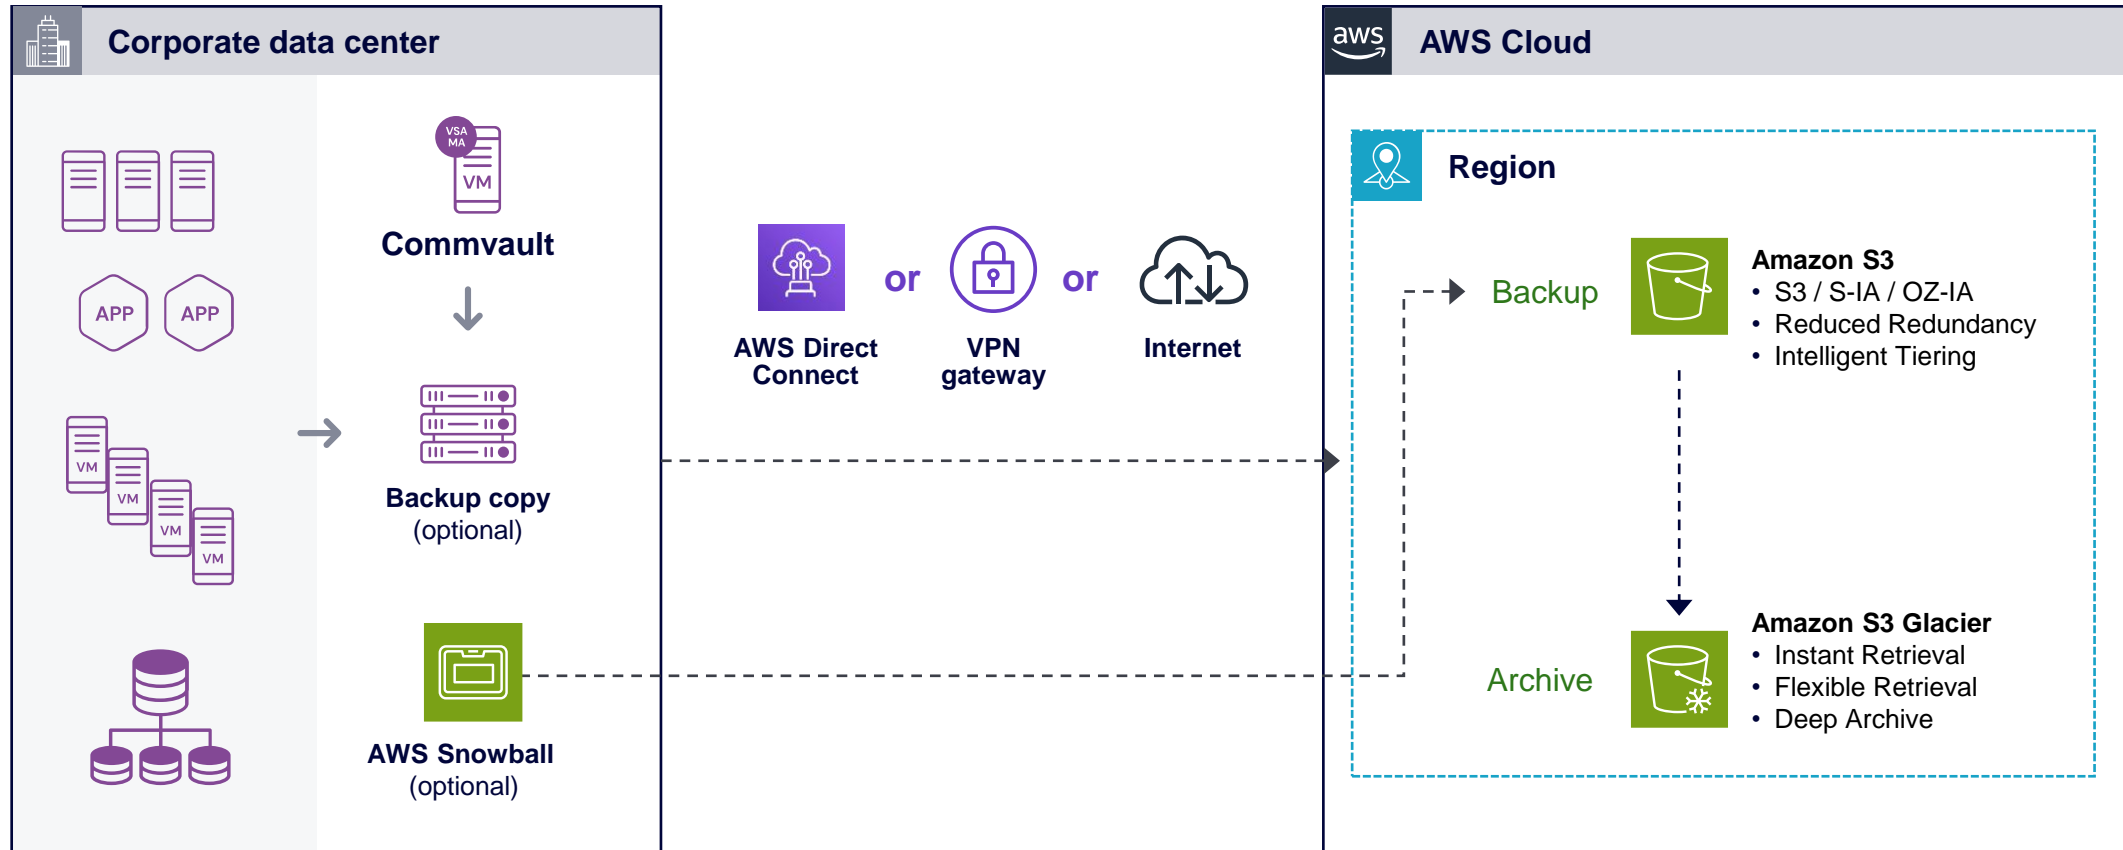 Corporate data center
APP
APP
VM
VM
VM
VM
VSA
MA
VM
Commvault
Backup copy
(optional)
AWS Snowball
(optional)
AWS Direct
Connect
or
VPN
gateway
or
Internet
aws
AWS Cloud
Region
Backup
Amazon S3
• S3 / S-IA / OZ-IA
• Reduced Redundancy
• Intelligent Tiering
Archive
Amazon S3 Glacier
• Instant Retrieval
• Flexible Retrieval
• Deep Archive